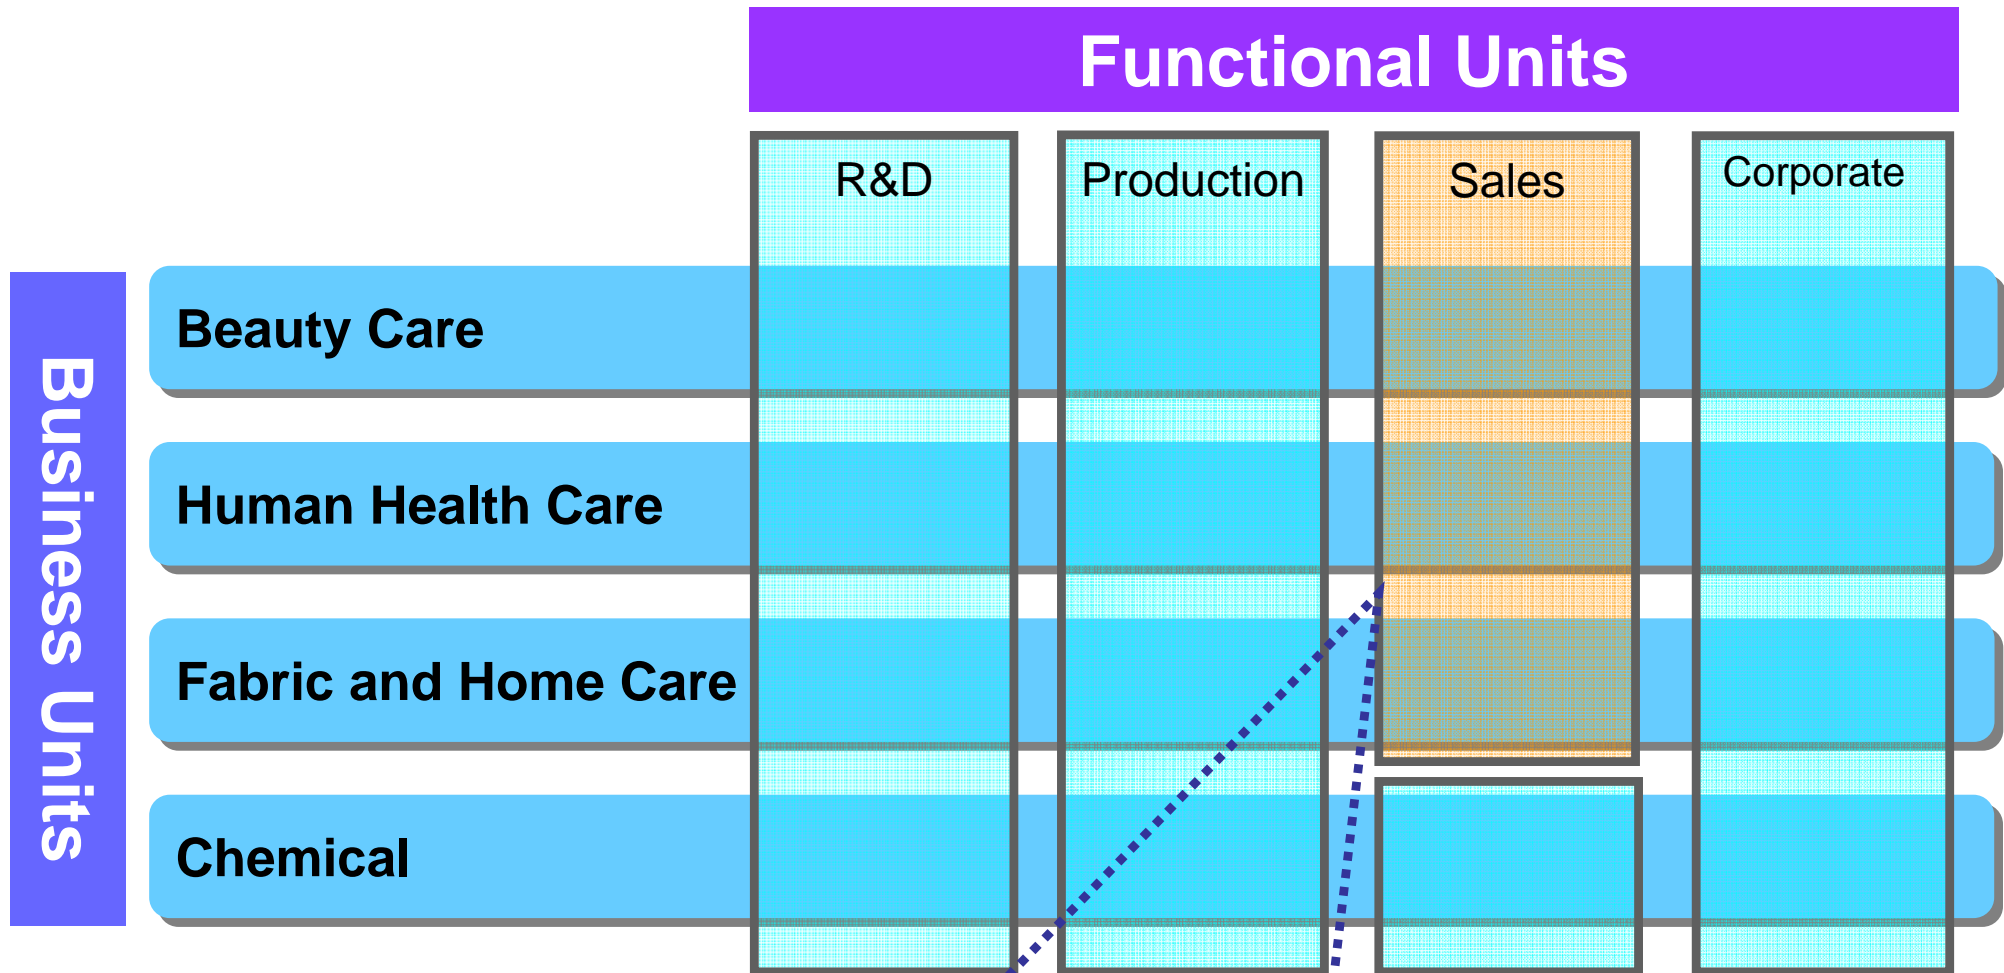 Functional Units
R&D
Production
Sales
Corporate
Business Units
Beauty Care
Human Health Care
Fabric and Home Care
Chemical